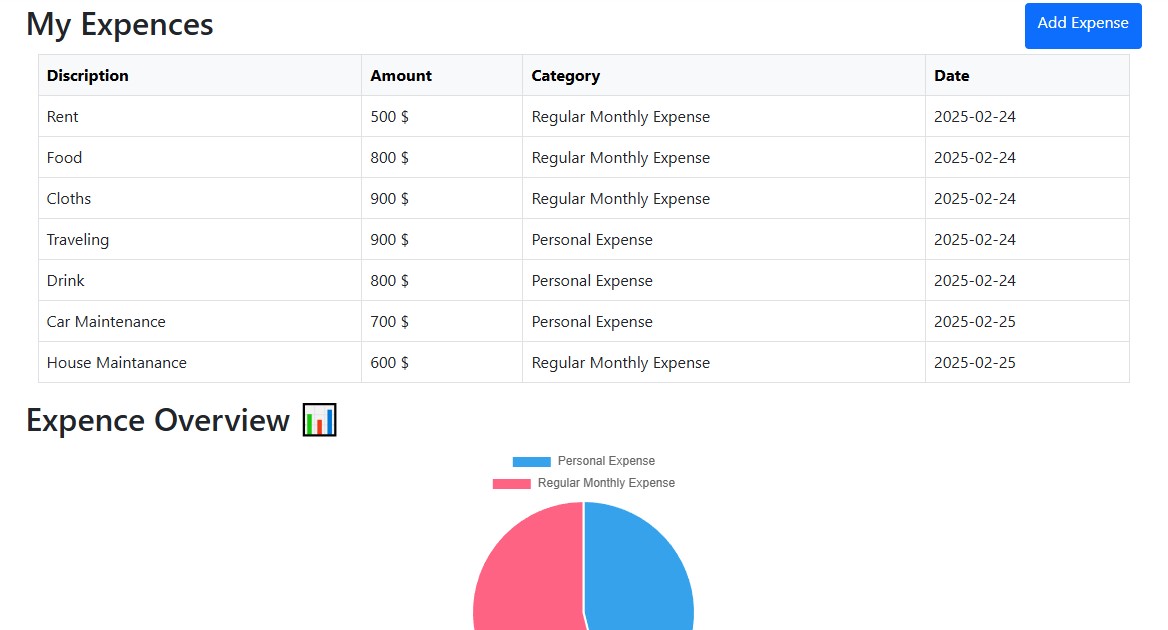 My Expences
Add Expense
Discription Amount Category Date
Rent 500 $ Regular Monthly Expense 2025-02-24
Food 800 $ Regular Monthly Expense 2025-02-24
Cloths 900 $ Regular Monthly Expense 2025-02-24
Traveling 900 $ Personal Expense 2025-02-24
Drink 800 $ Personal Expense 2025-02-24
Car Maintenance 700 $ Personal Expense 2025-02-25
House Maintanance 600 $ Regular Monthly Expense 2025-02-25
Expence Overview 📊
Personal Expense
Regular Monthly Expense